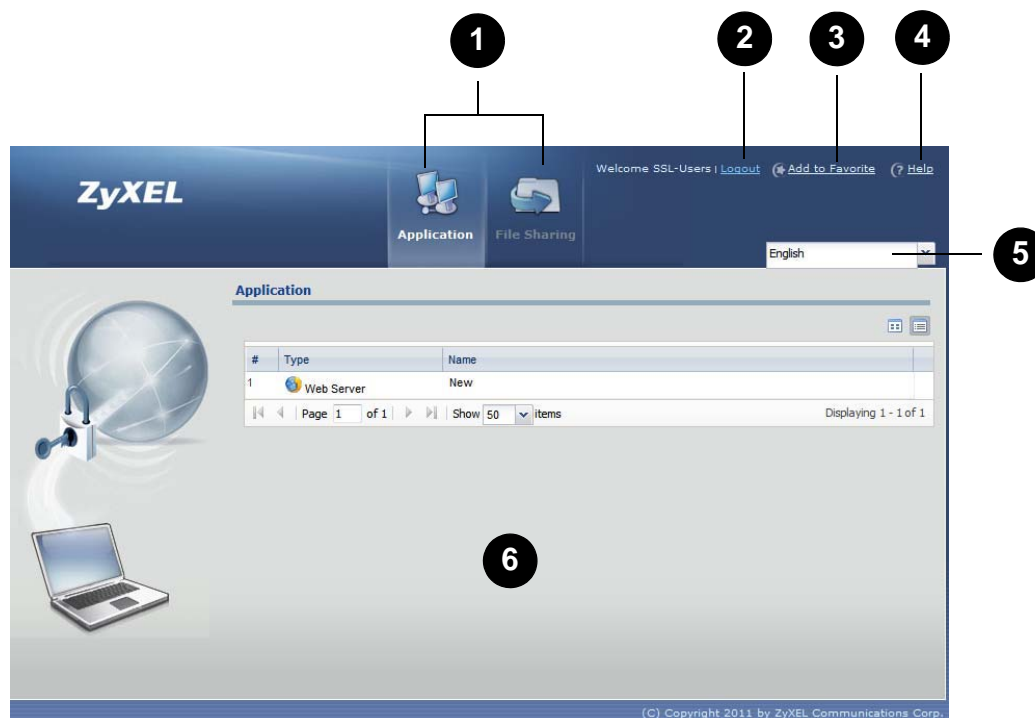 1
2
3
4
ZyXEL
Application
File Sharing
Welcome SSL-Users | Logout
Add to Favorite
? Help
English
5
Application
# Type Name
1 Web Server New
Page 1 of 1 Show 50 items Displaying 1 - 1 of 1
6
(C) Copyright 2011 by ZyXEL Communications Corp.